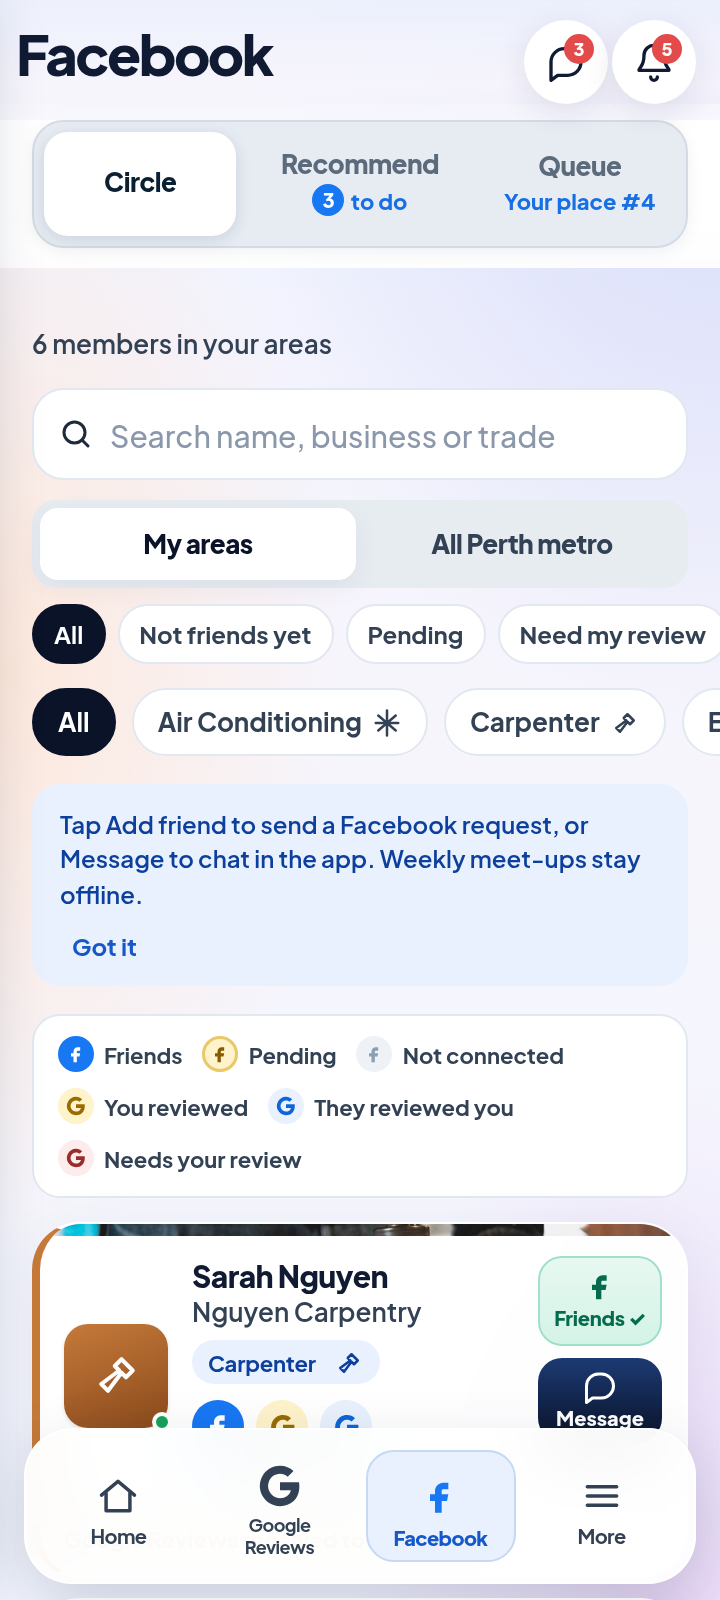 Facebook
3
5
Circle
Recommend
3 to do
Queue
Your place #4
6 members in your areas
Search name, business or trade
My areas
All Perth metro
All
Not friends yet
Pending
Need my review
All
Air Conditioning
Carpenter
E
Tap Add friend to send a Facebook request, or
Message to chat in the app. Weekly meet-ups stay
offline.
Got it
Friends
Pending
Not connected
You reviewed
They reviewed you
Needs your review
Sarah Nguyen
Nguyen Carpentry
Carpenter
Friends
Message
Home
Google
Reviews
Facebook
More